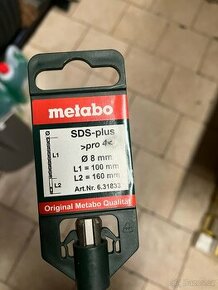 metabo
SDS-plus
>pro 4<
Ø 8 mm
L1 = 100 mm
L2 = 160 mm
Art.Nr. 6.31833
Ø
L1
L2
Original Metabo Qualität